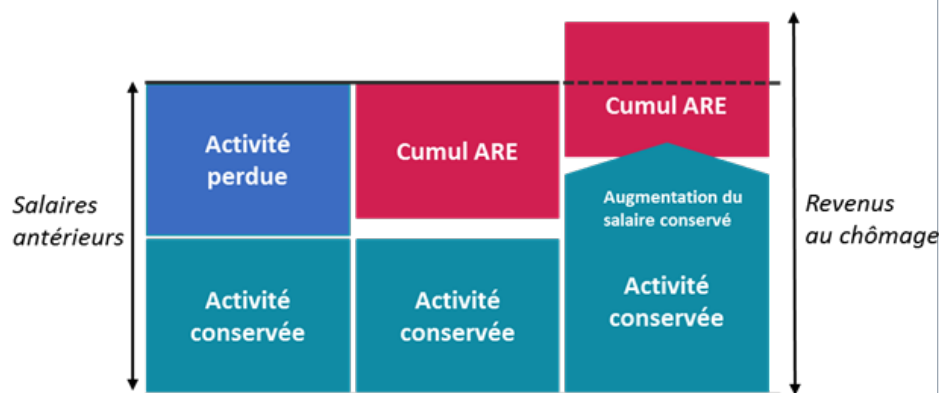 Salaires
antérieurs
Activité
perdue
Activité
conservée
Cumul ARE
Activité
conservée
Cumul ARE
Augmentation du
salaire conservé
Activité
conservée
Revenus
au chômage